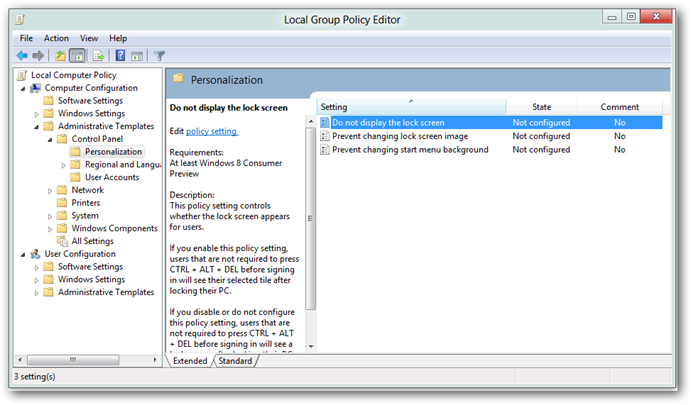 Local Group Policy Editor
File Action View Help
Local Computer Policy
Computer Configuration
Software Settings
Windows Settings
Administrative Templates
Control Panel
Personalization
Regional and Langua
User Accounts
Network
Printers
System
Windows Components
All Settings
User Configuration
Software Settings
Windows Settings
Administrative Templates
Personalization
Do not display the lock screen
Edit policy setting
Requirements:
At least Windows 8 Consumer
Preview
Description:
This policy setting controls
whether the lock screen appears
for users.
If you enable this policy setting,
users that are not required to press
CTRL + ALT + DEL before signing
in will see their selected tile after
locking their PC.
If you disable or do not configure
this policy setting, users that are
not required to press CTRL + ALT
+ DEL before signing in will see a
Setting State Comment
Do not display the lock screen Not configured No
Prevent changing lock screen image Not configured No
Prevent changing start menu background Not configured No
Extended Standard
3 setting(s)